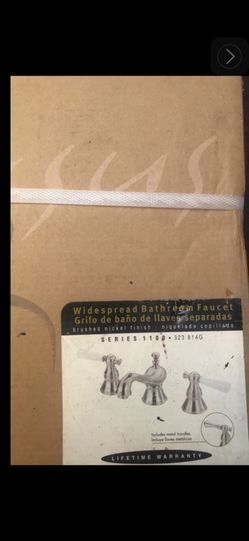 Widespread Bathroom Faucet
Grifo de baño de llaves separadas
brushed nickel finish · niquelado cepillado
SERIES 1100 • 323 814G
Includes metal handles.
Incluye llaves metálicas
LIFETIME WARRANTY